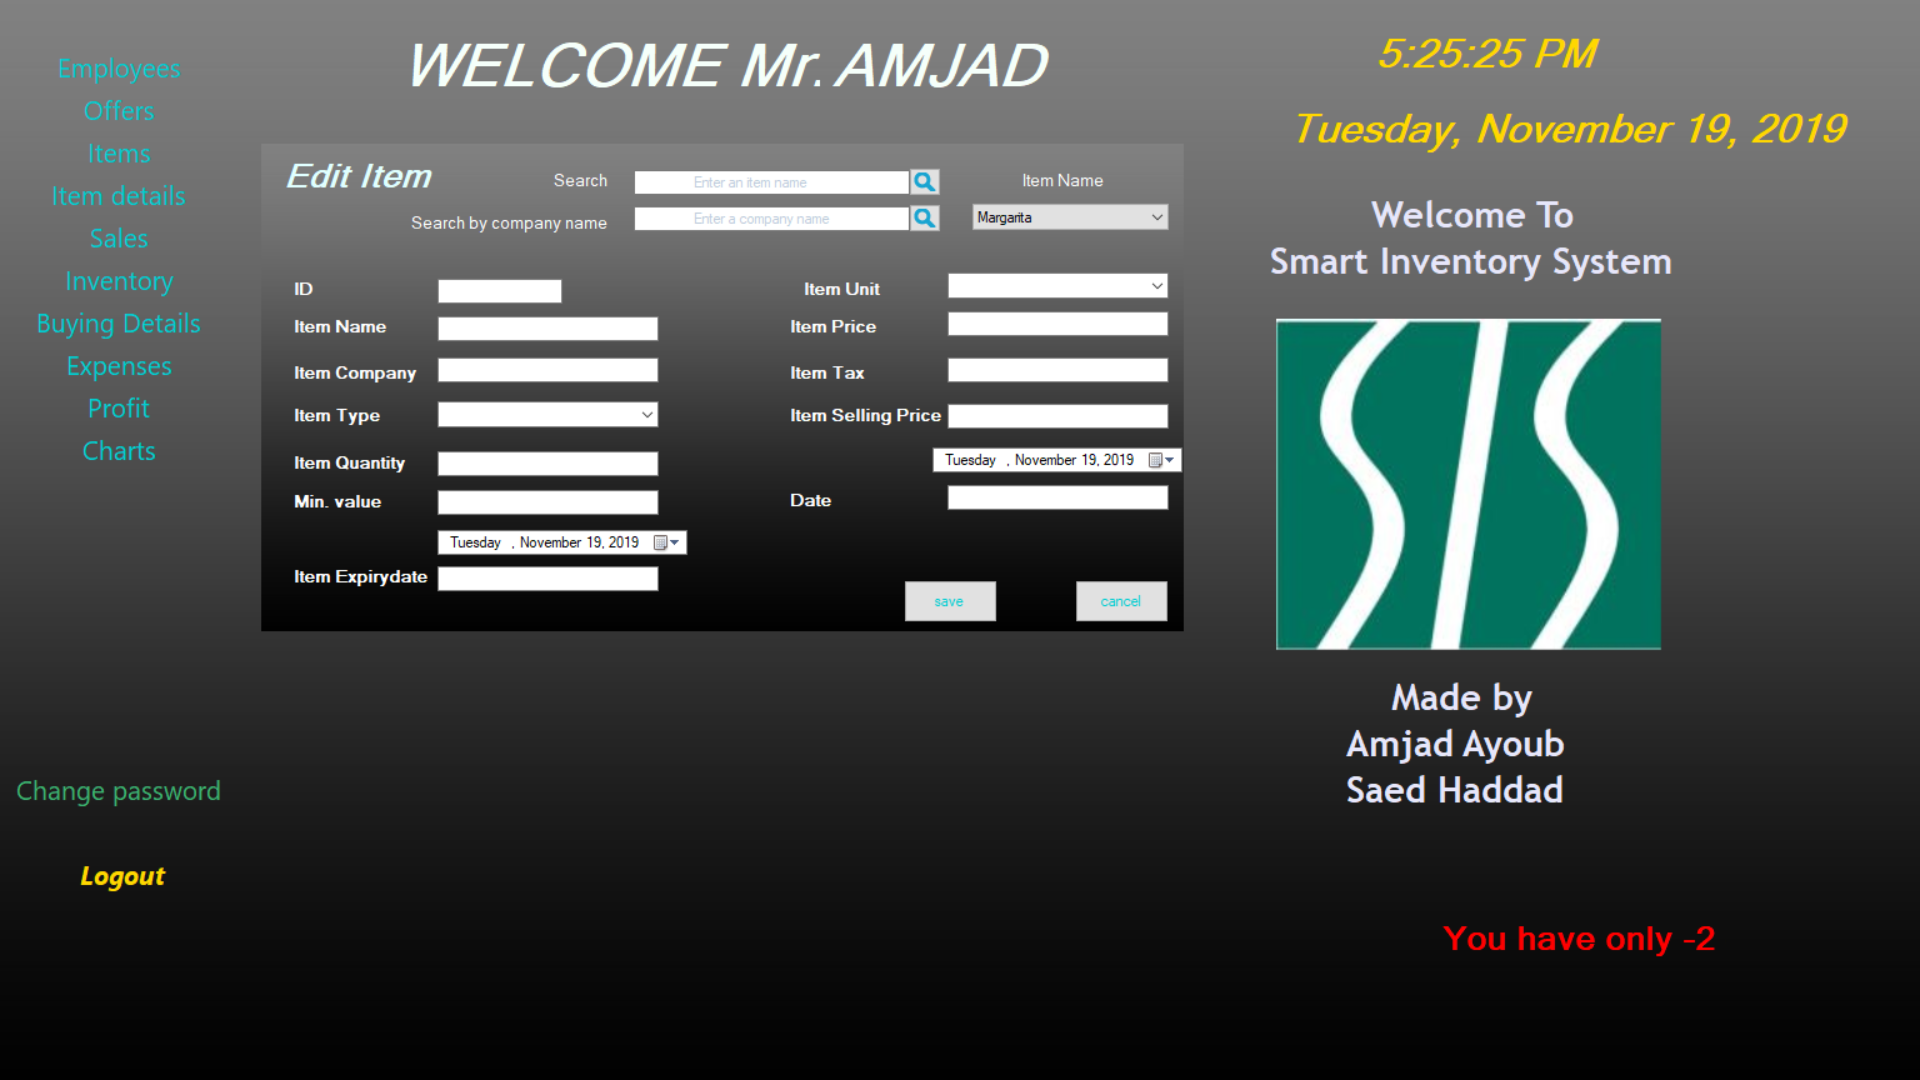 WELCOME Mr. AMJAD
5:25:25 PM
Tuesday, November 19, 2019
Employees
Offers
Items
Item details
Sales
Inventory
Buying Details
Expenses
Profit
Charts
Change password
Logout
Edit Item
Search
Enter an item name
Item Name
Search by company name
Enter a company name
Margarita
ID
Item Unit
Item Name
Item Price
Item Company
Item Tax
Item Type
Item Selling Price
Item Quantity
Tuesday , November 19, 2019
Min. value
Date
Tuesday , November 19, 2019
Item Expirydate
save
cancel
Welcome To
Smart Inventory System
SIS
Made by
Amjad Ayoub
Saed Haddad
You have only -2